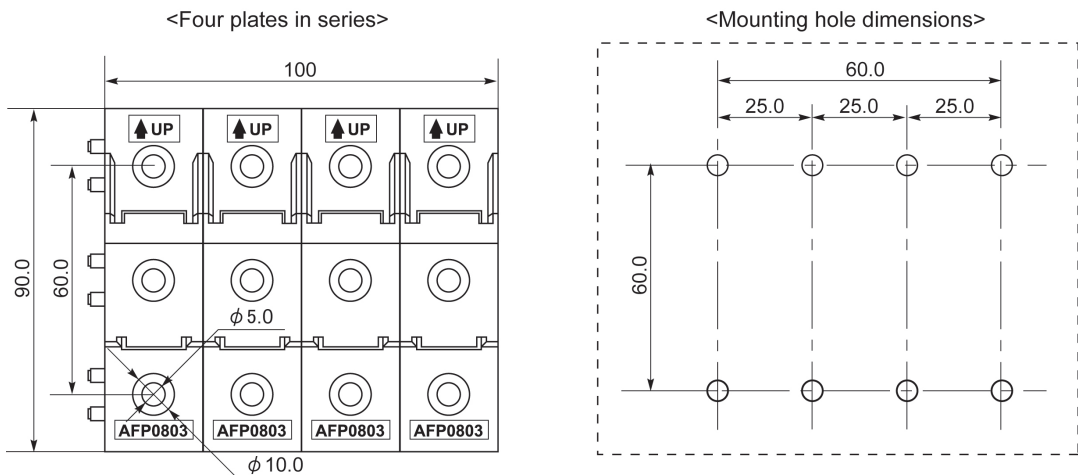 <Four plates in series>
100
UP UP UP UP
90.0
60.0
φ5.0
AFP0803 AFP0803 AFP0803 AFP0803
φ10.0
<Mounting hole dimensions>
60.0
25.0 25.0 25.0
60.0